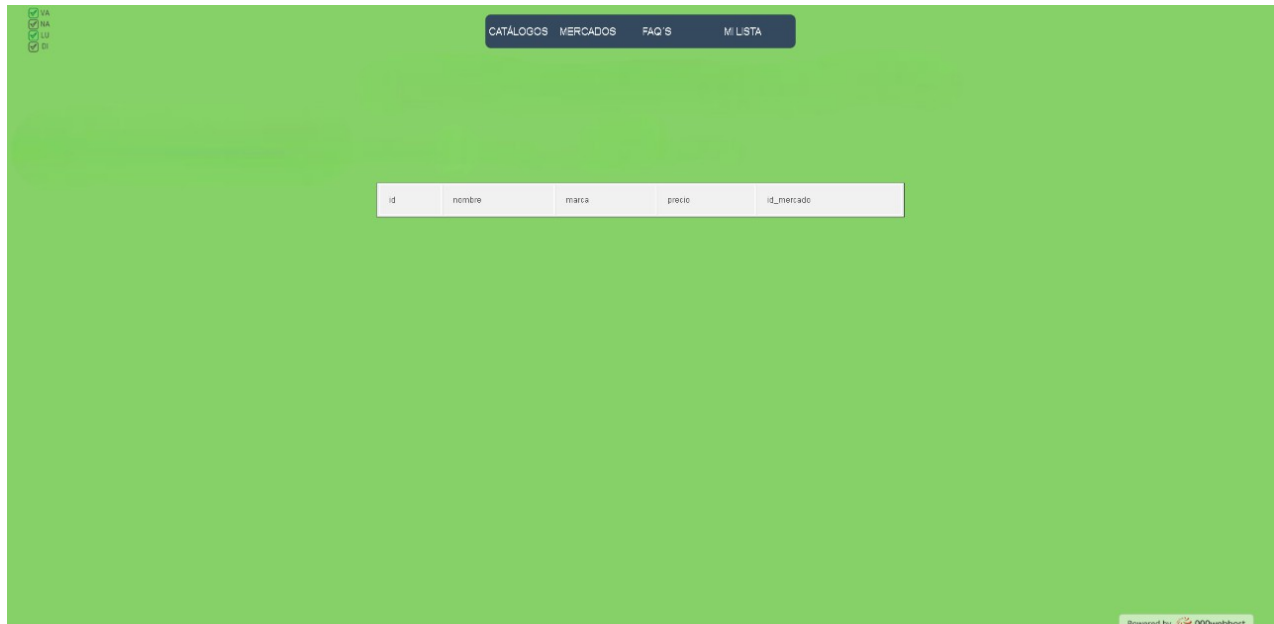 VA
NA
LU
DI
CATÁLOGOS MERCADOS FAQ´S MI LISTA
id nombre marca precio id_mercado
Powered by 000webhost